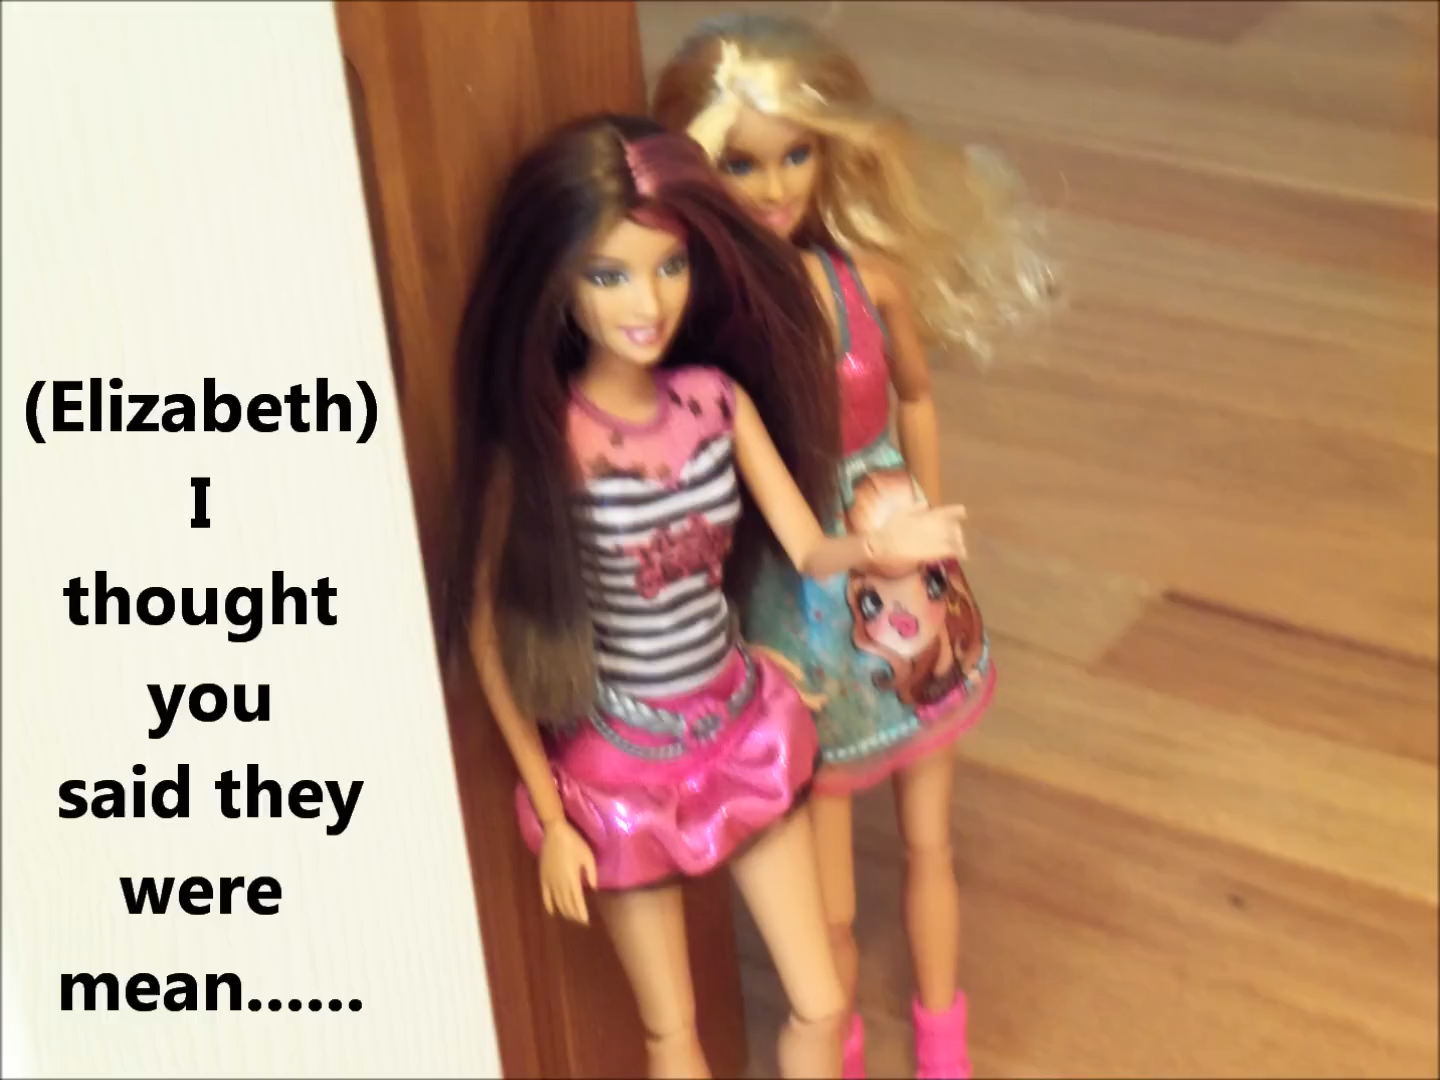 (Elizabeth)
I
thought
you
said they
were
mean......